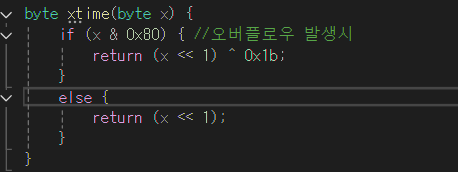 byte xtime(byte x) {
    if (x & 0x80) { //오버플로우 발생시
        return (x << 1) ^ 0x1b;
    }
    else {
        return (x << 1);
    }
}